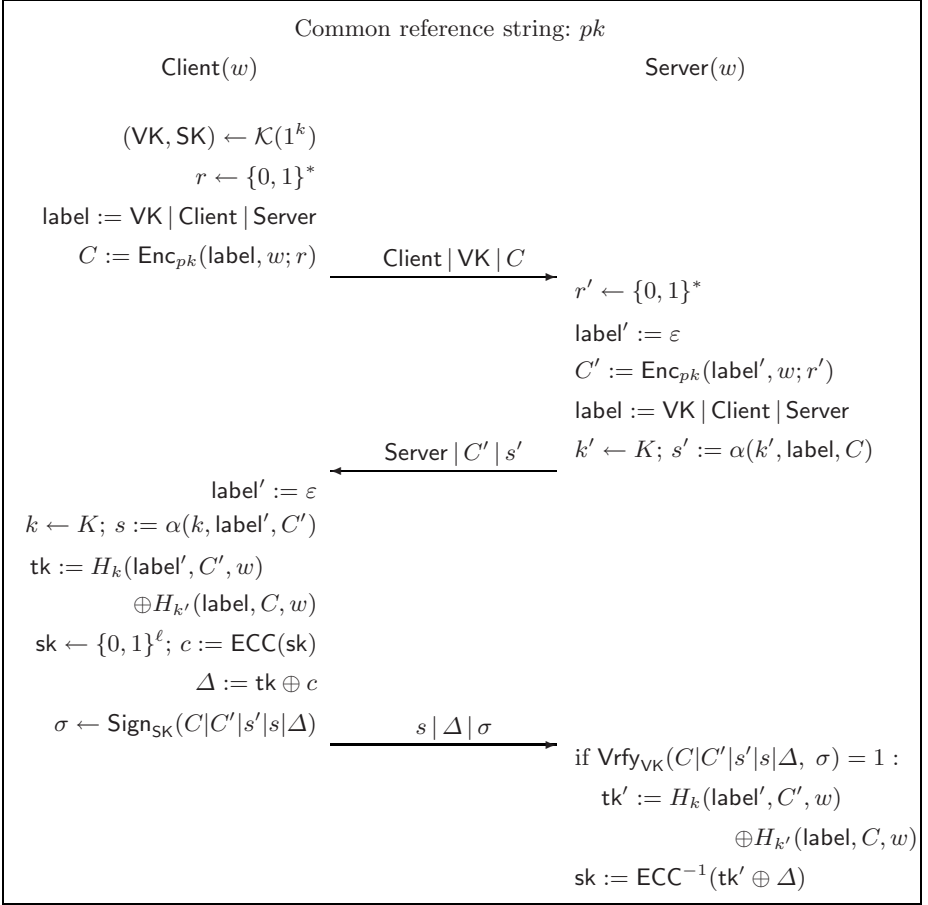 Common reference string: pk
Client(w)
Server(w)
(VK, SK) ← 𝒦(1^k)
r ← {0, 1}^*
label := VK | Client | Server
C := Enc_pk(label, w; r)
Client | VK | C
r′ ← {0, 1}^*
label′ := ε
C′ := Enc_pk(label′, w; r′)
label := VK | Client | Server
k′ ← K; s′ := α(k′, label, C)
Server | C′ | s′
label′ := ε
k ← K; s := α(k, label′, C′)
tk := H_k(label′, C′, w)
⊕H_k′(label, C, w)
sk ← {0, 1}^ℓ; c := ECC(sk)
Δ := tk ⊕ c
σ ← Sign_SK(C|C′|s′|s|Δ)
s | Δ | σ
if Vrfy_VK(C|C′|s′|s|Δ, σ) = 1 :
tk′ := H_k(label′, C′, w)
⊕H_k′(label, C, w)
sk := ECC^−1(tk′ ⊕ Δ)